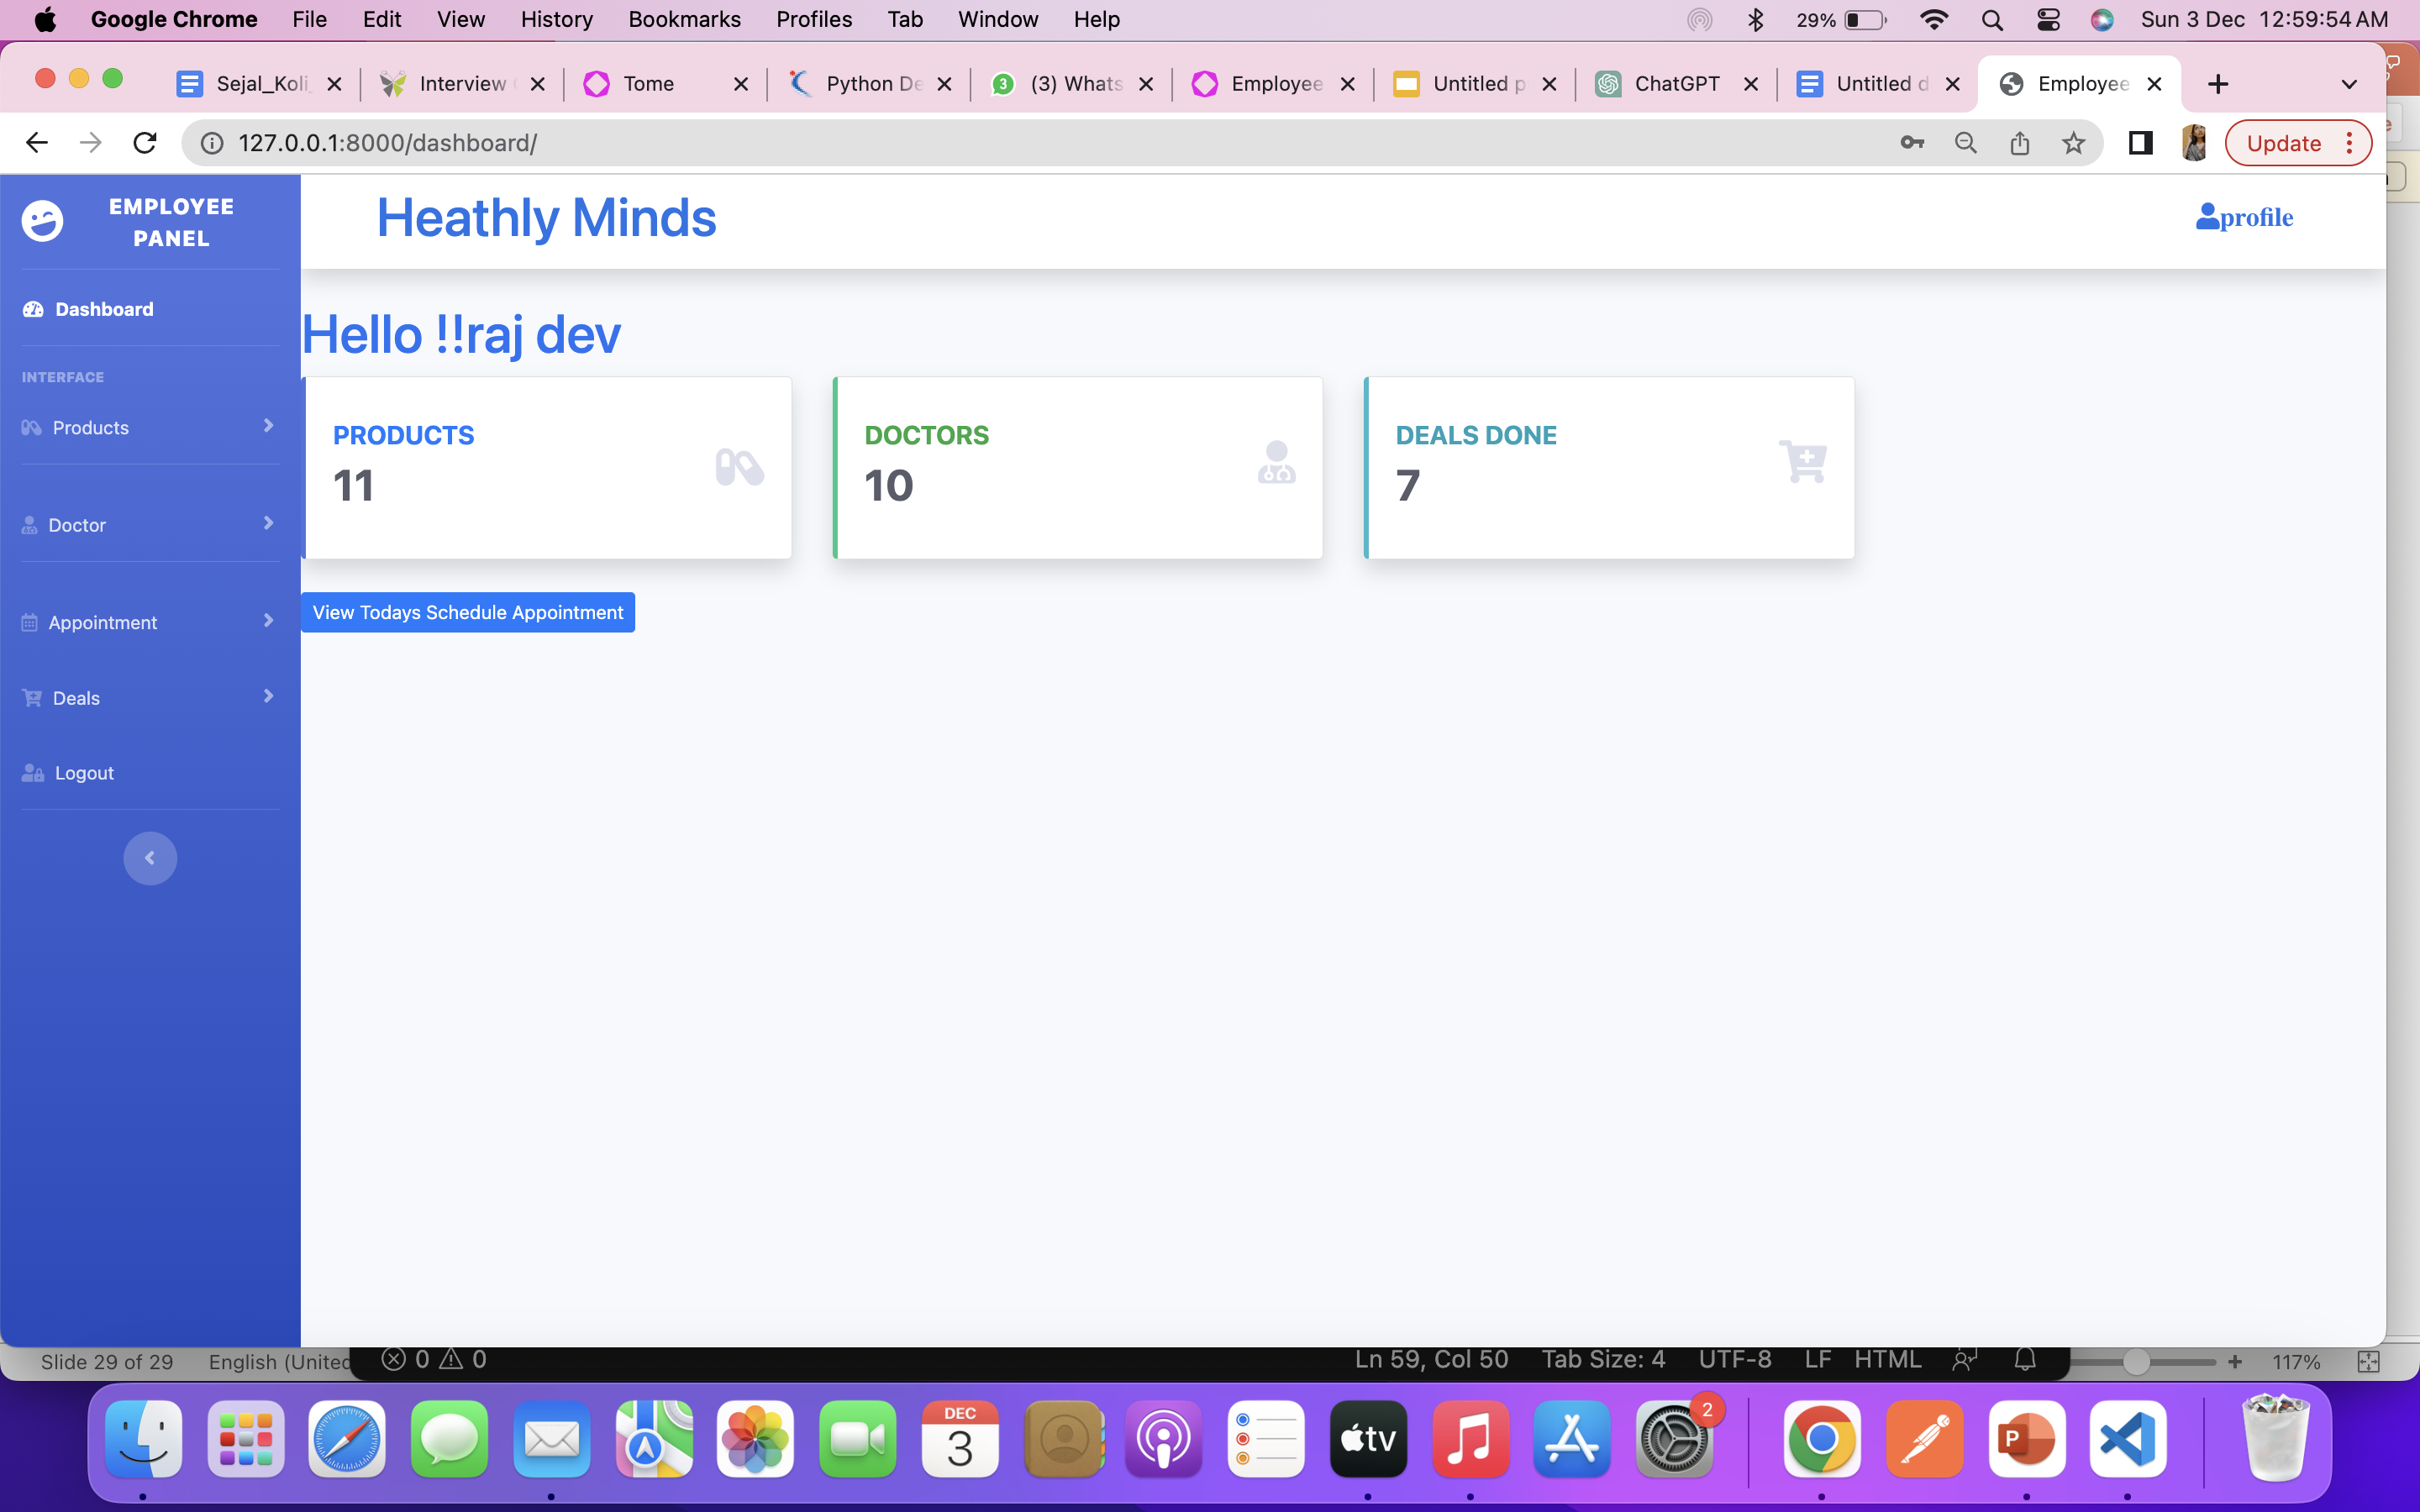 Google Chrome File Edit View History Bookmarks Profiles Tab Window Help 29% Sun 3 Dec 12:59:54 AM
Sejal_Koli Interview Tome Python De 3 (3) Whats Employee Untitled p ChatGPT Untitled d Employee
127.0.0.1:8000/dashboard/ Update
EMPLOYEE
PANEL
Heathly Minds
profile
Dashboard
INTERFACE
Products
Doctor
Appointment
Deals
Logout
Hello !!raj dev
PRODUCTS
11
DOCTORS
10
DEALS DONE
7
View Todays Schedule Appointment
Slide 29 of 29 English (United 0 0 Ln 59, Col 50 Tab Size: 4 UTF-8 LF HTML 117%
DEC
3
tv
2
P